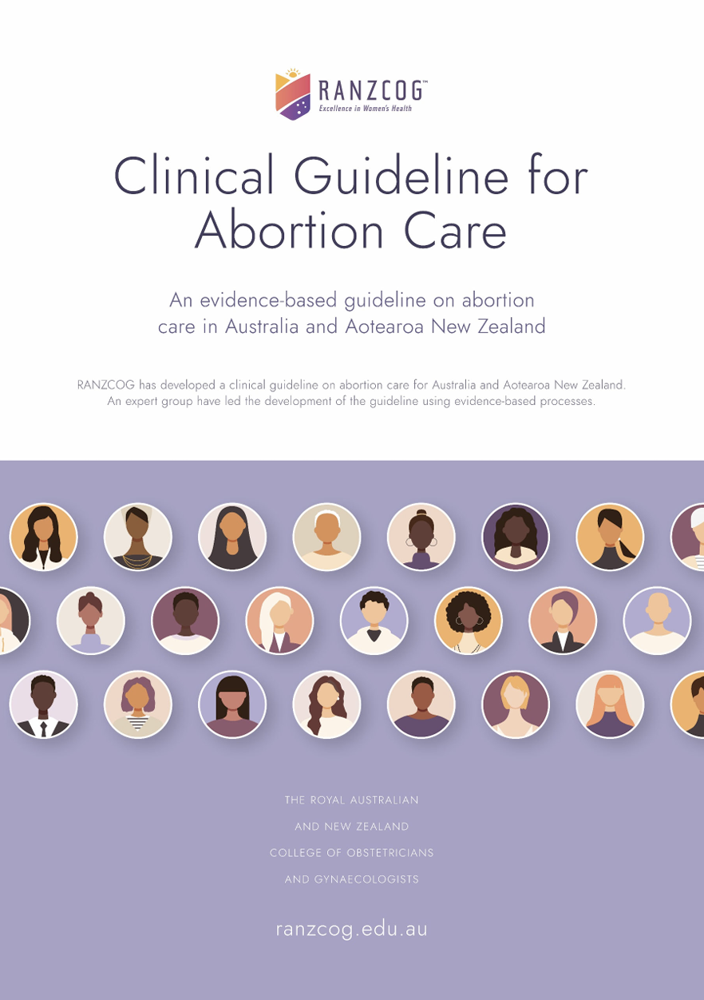 RANZCOG™
Excellence in Women's Health
Clinical Guideline for
Abortion Care
An evidence-based guideline on abortion
care in Australia and Aotearoa New Zealand
RANZCOG has developed a clinical guideline on abortion care for Australia and Aotearoa New Zealand.
An expert group have led the development of the guideline using evidence-based processes.
THE ROYAL AUSTRALIAN
AND NEW ZEALAND
COLLEGE OF OBSTETRICIANS
AND GYNAECOLOGISTS
ranzcog.edu.au